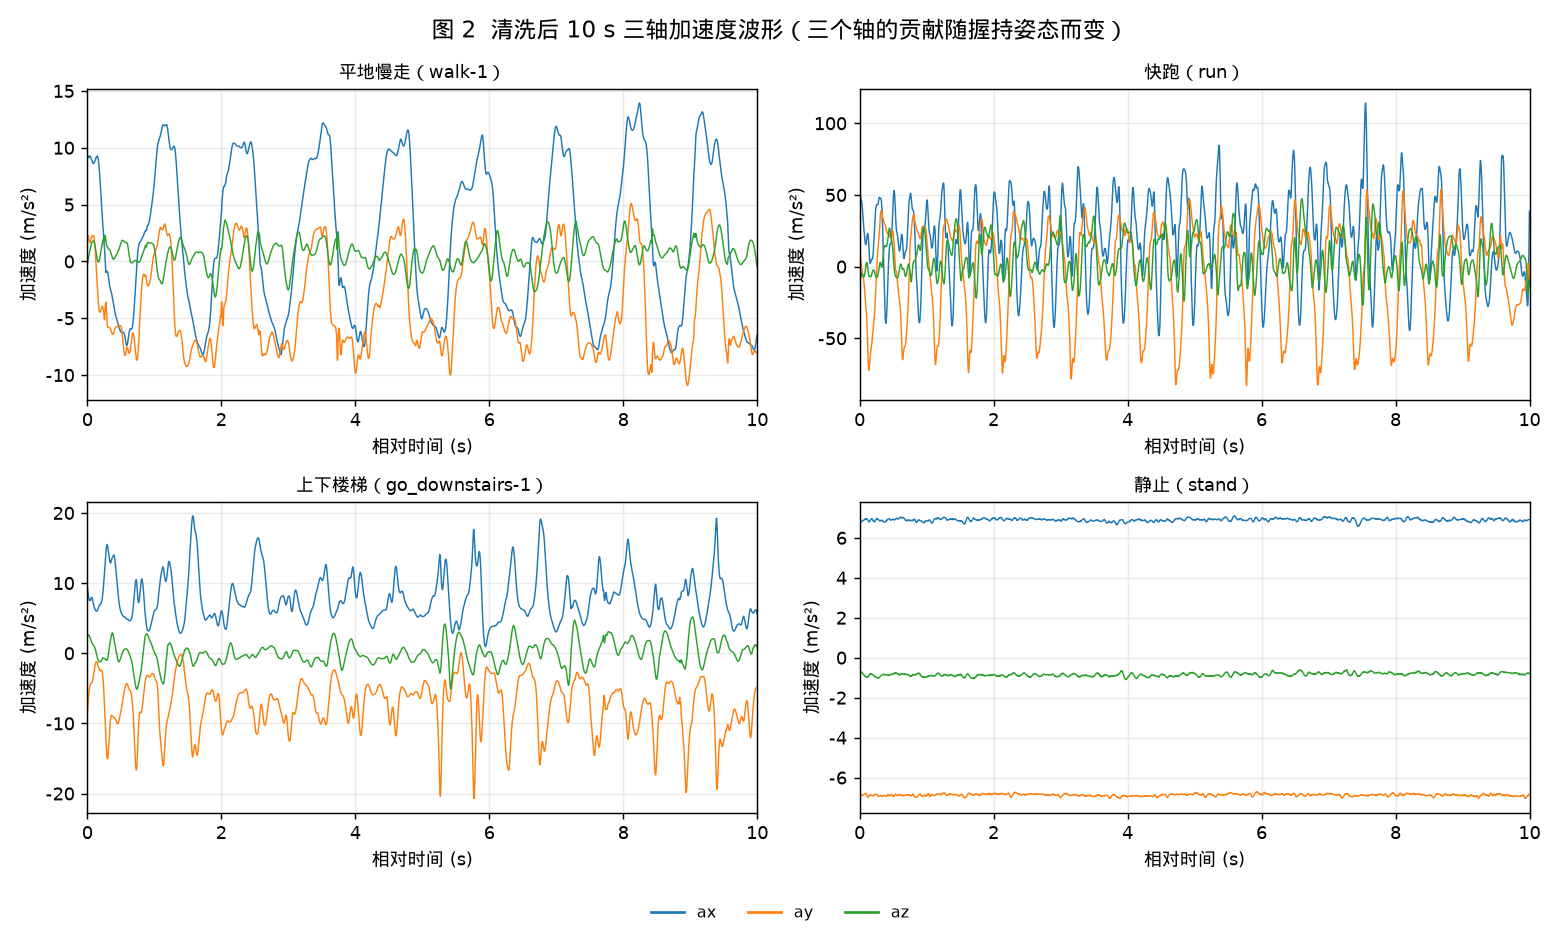 图 2 清洗后 10 s 三轴加速度波形（三个轴的贡献随握持姿态而变）
平地慢走（walk-1）
15
10
5
0
-5
-10
加速度 (m/s²)
0 2 4 6 8 10
相对时间 (s)
快跑（run）
100
50
0
-50
加速度 (m/s²)
0 2 4 6 8 10
相对时间 (s)
上下楼梯（go_downstairs-1）
20
10
0
-10
-20
加速度 (m/s²)
0 2 4 6 8 10
相对时间 (s)
静止（stand）
6
4
2
0
-2
-4
-6
加速度 (m/s²)
0 2 4 6 8 10
相对时间 (s)
ax ay az